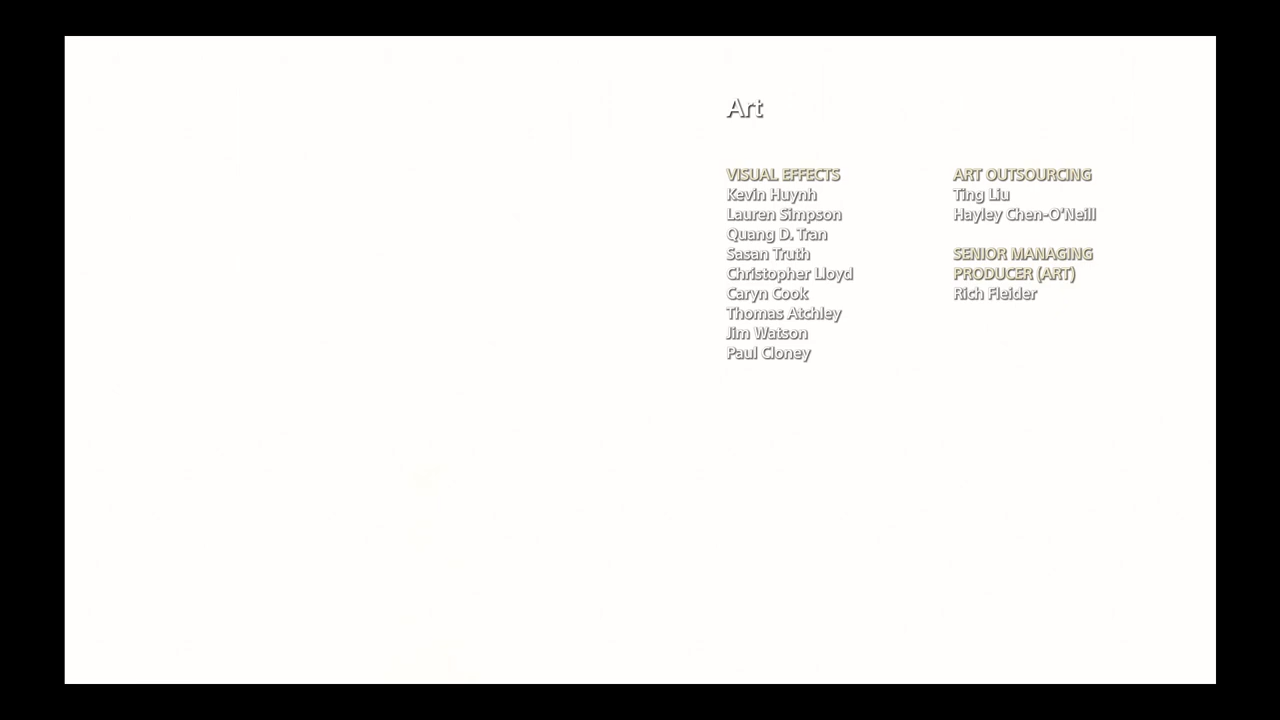 Art
VISUAL EFFECTS
Kevin Huynh
Lauren Simpson
Quang D. Tran
Sasan Truth
Christopher Lloyd
Caryn Cook
Thomas Atchley
Jim Watson
Paul Cloney
ART OUTSOURCING
Ting Liu
Hayley Chen-O'Neill
SENIOR MANAGING
PRODUCER (ART)
Rich Fleider